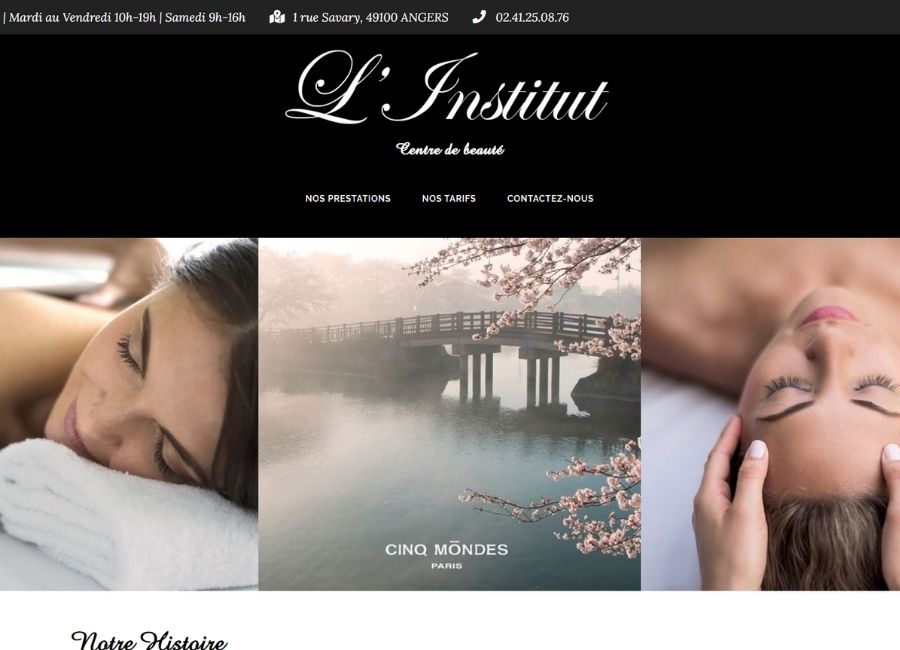 | Mardi au Vendredi 10h-19h | Samedi 9h-16h 1 rue Savary, 49100 ANGERS 02.41.25.08.76
L'Institut
Centre de beauté
NOS PRESTATIONS NOS TARIFS CONTACTEZ-NOUS
CINQ MŌNDES
PARIS
Notre Histoire